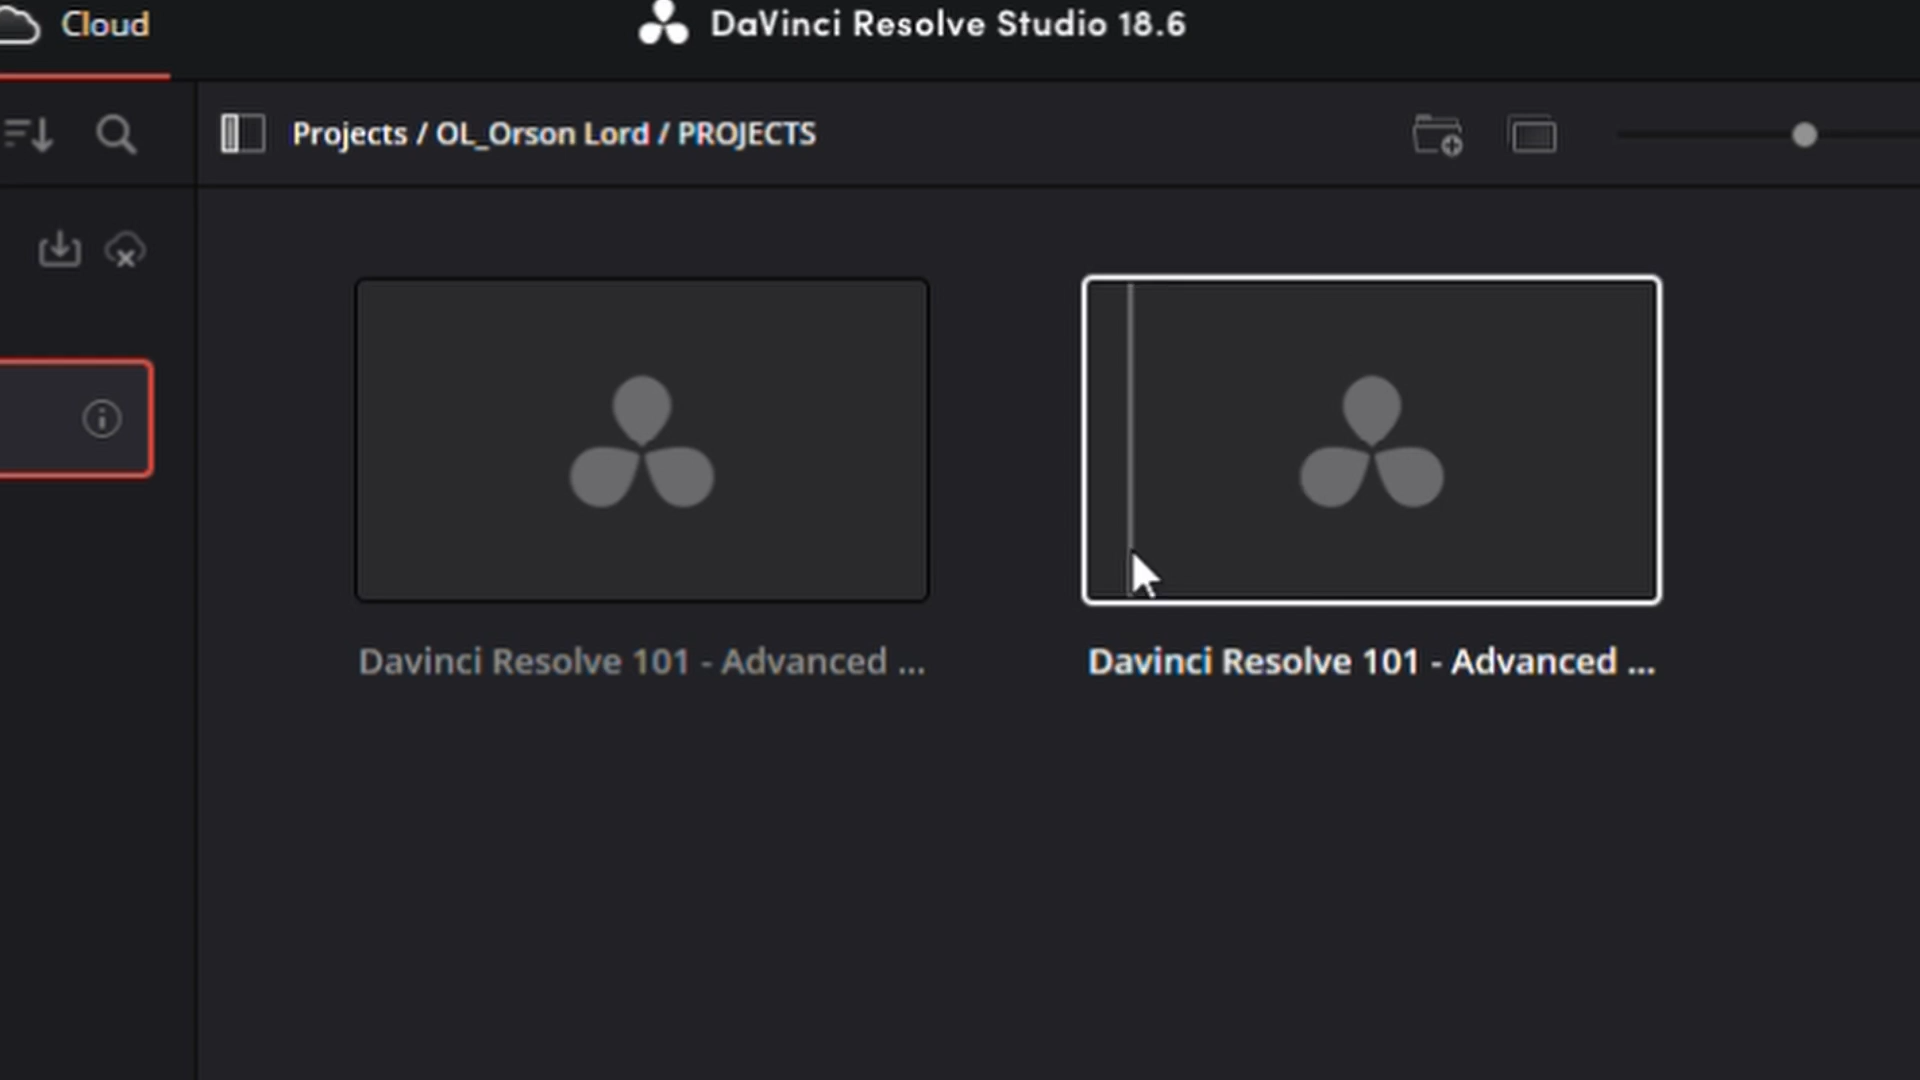 Cloud
DaVinci Resolve Studio 18.6
Projects / OL_Orson Lord / PROJECTS
Davinci Resolve 101 - Advanced ...
Davinci Resolve 101 - Advanced ...